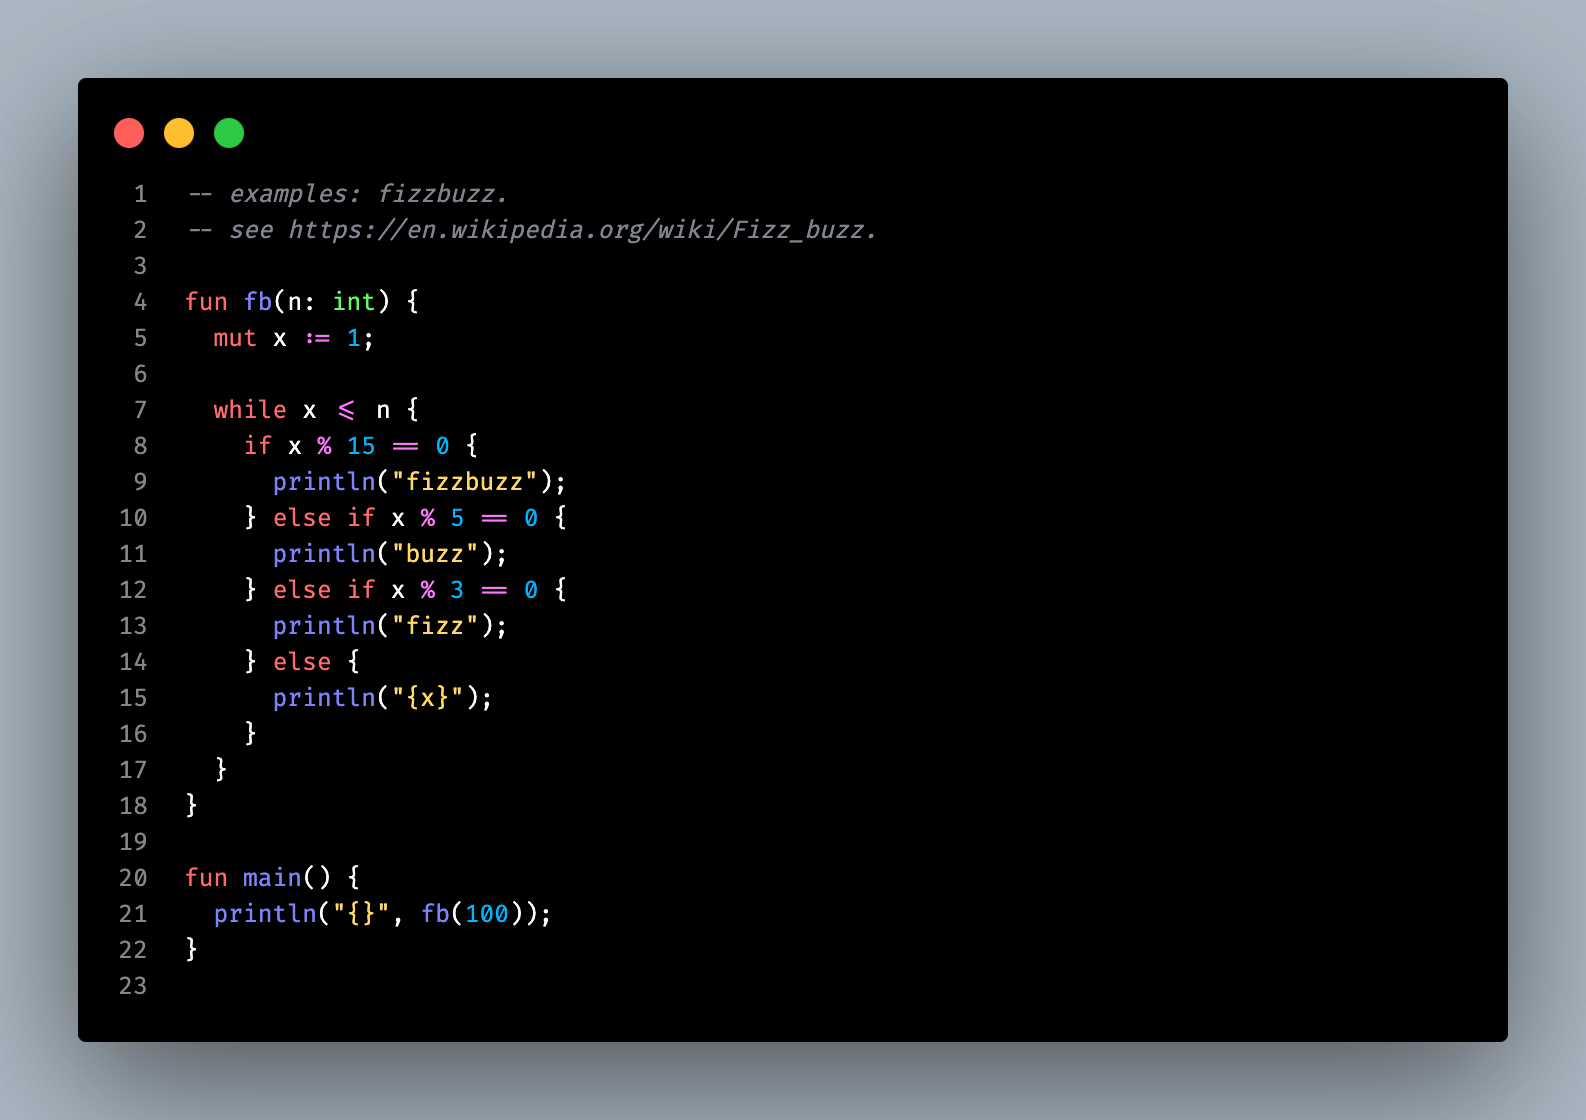 1 -- examples: fizzbuzz.
2 -- see https://en.wikipedia.org/wiki/Fizz_buzz.
3
4 fun fb(n: int) {
5   mut x := 1;
6
7   while x <= n {
8     if x % 15 == 0 {
9       println("fizzbuzz");
10     } else if x % 5 == 0 {
11       println("buzz");
12     } else if x % 3 == 0 {
13       println("fizz");
14     } else {
15       println("{x}");
16     }
17   }
18 }
19
20 fun main() {
21   println("{}", fb(100));
22 }
23